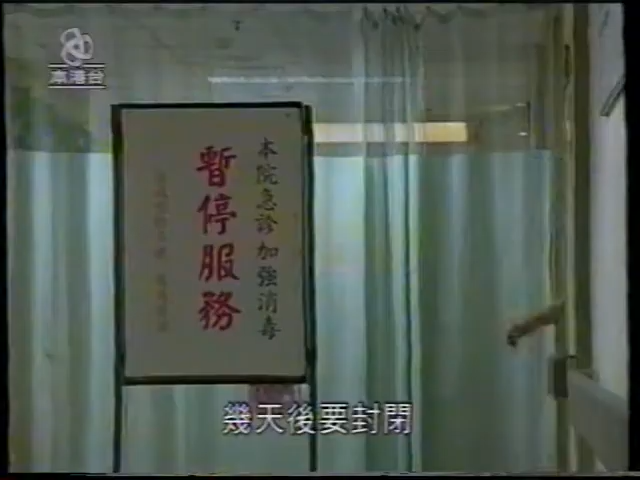 本港台
本院急診加強消毒
暫停服務
幾天後要封閉